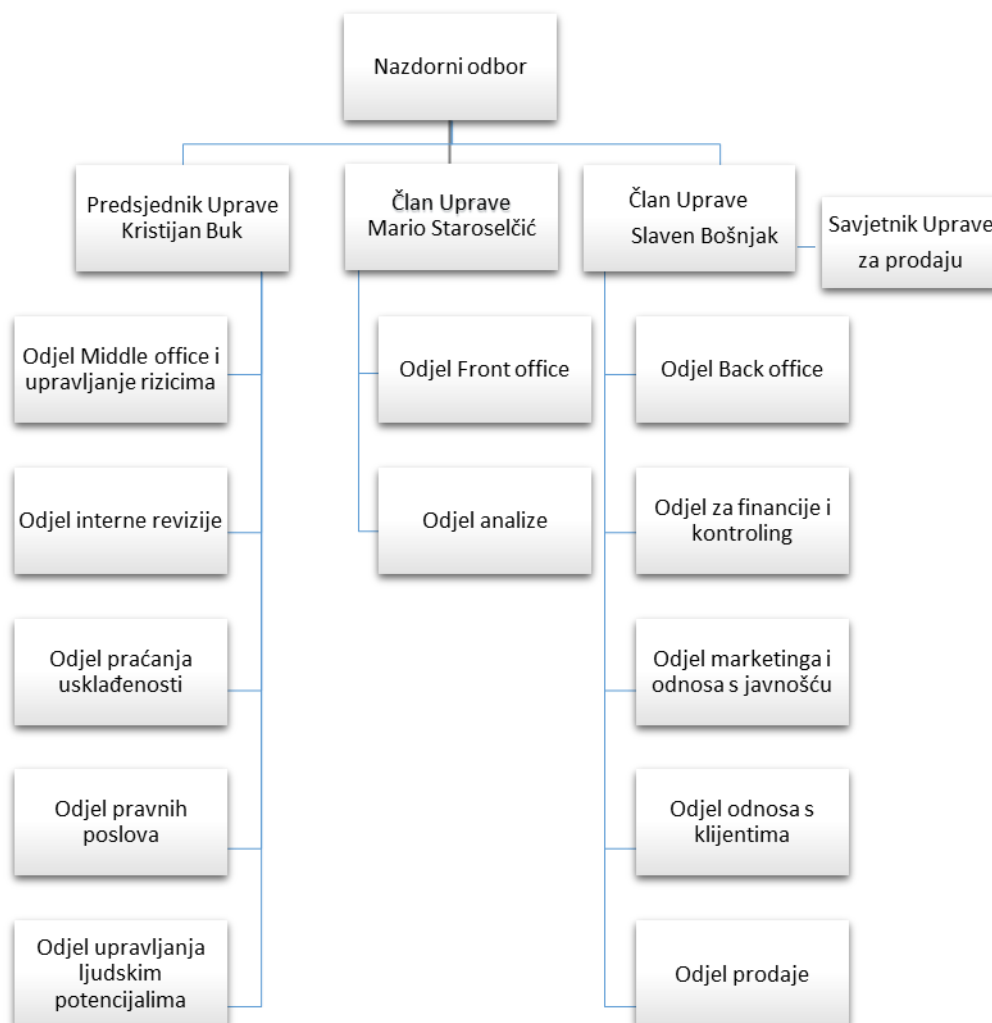 Nazdorni odbor
Predsjednik Uprave
Kristijan Buk
Član Uprave
Mario Staroselčić
Član Uprave
Slaven Bošnjak
Savjetnik Uprave
za prodaju
Odjel Middle office i
upravljanje rizicima
Odjel interne revizije
Odjel praćanja
usklađenosti
Odjel pravnih
poslova
Odjel upravljanja
ljudskim
potencijalima
Odjel Front office
Odjel analize
Odjel Back office
Odjel za financije i
kontroling
Odjel marketinga i
odnosa s javnošću
Odjel odnosa s
klijentima
Odjel prodaje